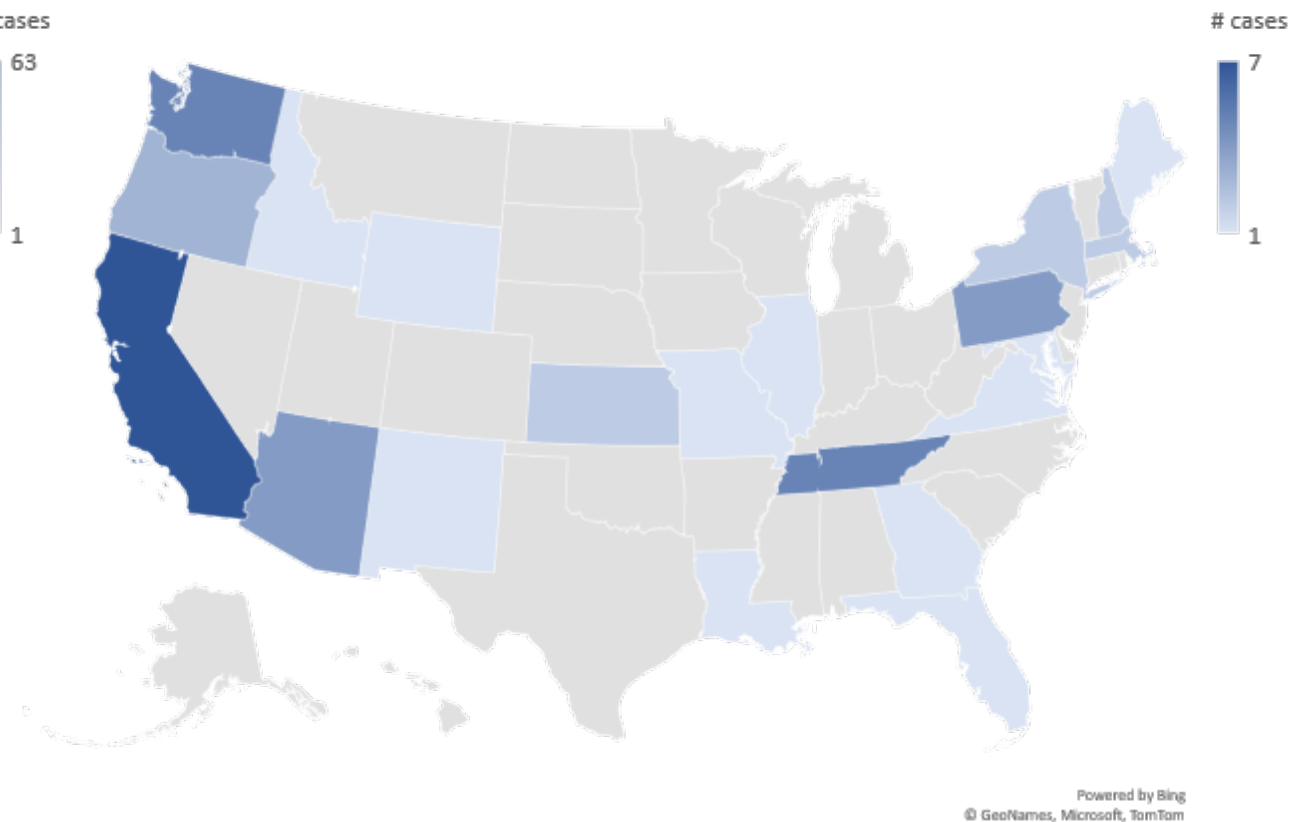 cases
63
1
# cases
7
1
Powered by Bing
© GeoNames, Microsoft, TomTom